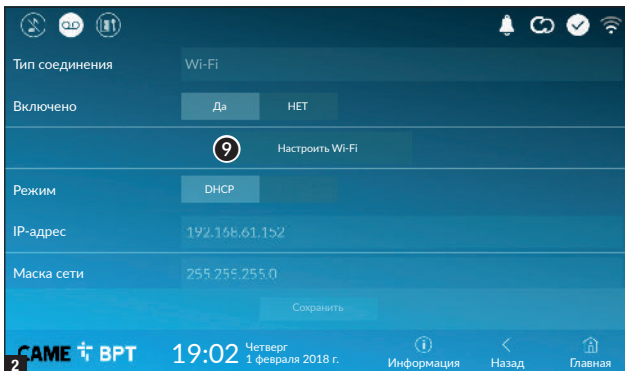 Тип соединения Wi-Fi
Включено Да НЕТ
9 Настроить Wi-Fi
Режим DHCP
IP-адрес 192.168.61.152
Маска сети 255.255.255.0
Сохранить
CAME BPT 19:02 Четверг
1 февраля 2018 г.
Информация Назад Главная
2